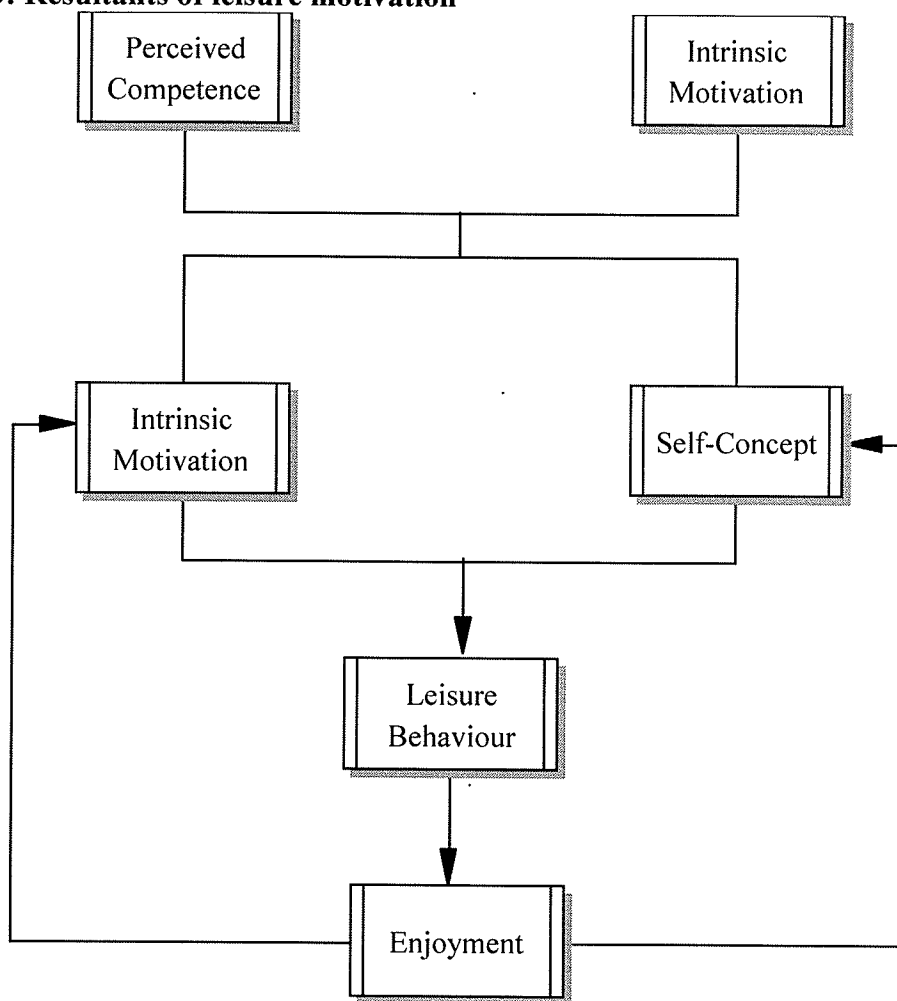 Resultants of leisure motivation
Perceived
Competence
Intrinsic
Motivation
Intrinsic
Motivation
Self-Concept
Leisure
Behaviour
Enjoyment